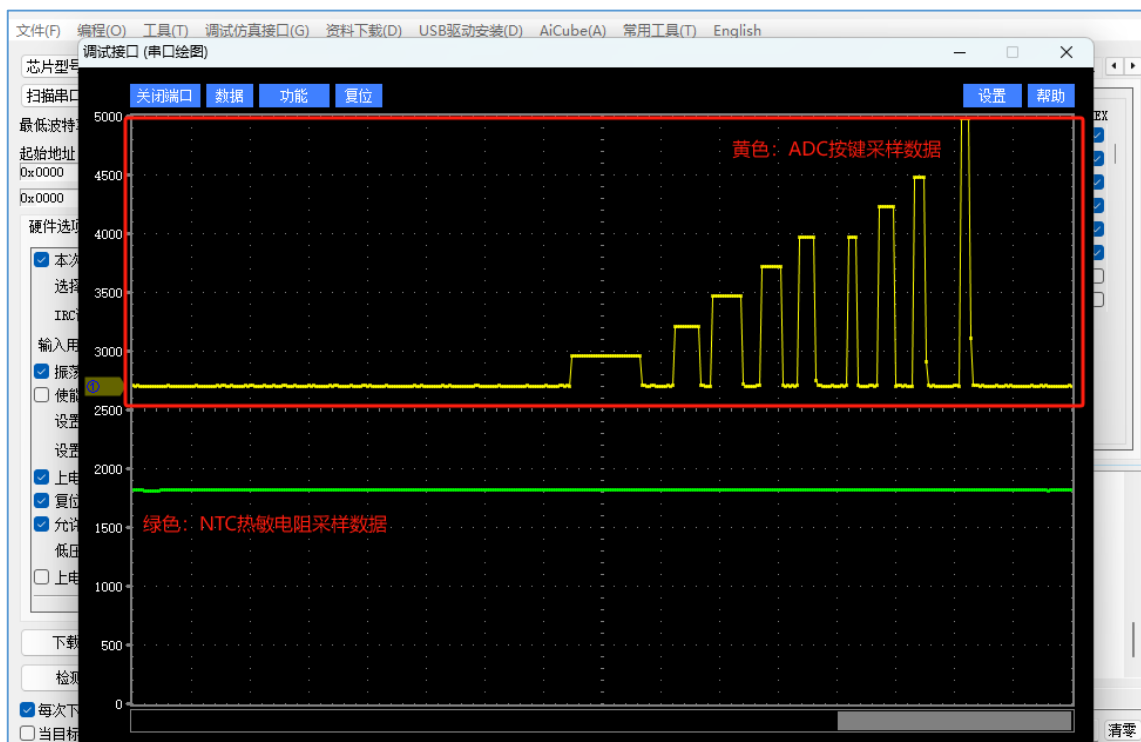 文件(F) 编程(O) 工具(T) 调试仿真接口(G) 资料下载(D) USB驱动安装(D) AiCube(A) 常用工具(T) English
调试接口 (串口绘图)
芯片型号
扫描串口
最低波特
起始地址
0x0000
0x0000
硬件选项
本次
选择
IRC
输入用
振荡
使能
设置
设置
上电
复位
允许
低压
上电
下载
检测
每次下
当目标
关闭端口 数据 功能 复位 设置 帮助
5000
4500
4000
3500
3000
①
2500
2000
1500
1000
500
0
黄色：ADC按键采样数据
绿色：NTC热敏电阻采样数据
EX
清零